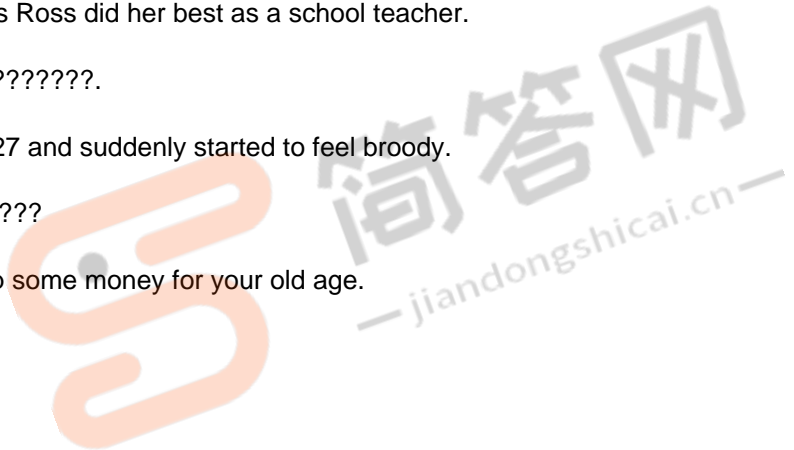 s Ross did her best as a school teacher.
???????.
27 and suddenly started to feel broody.
????
o some money for your old age.
简答网
jiandongshicai.cn